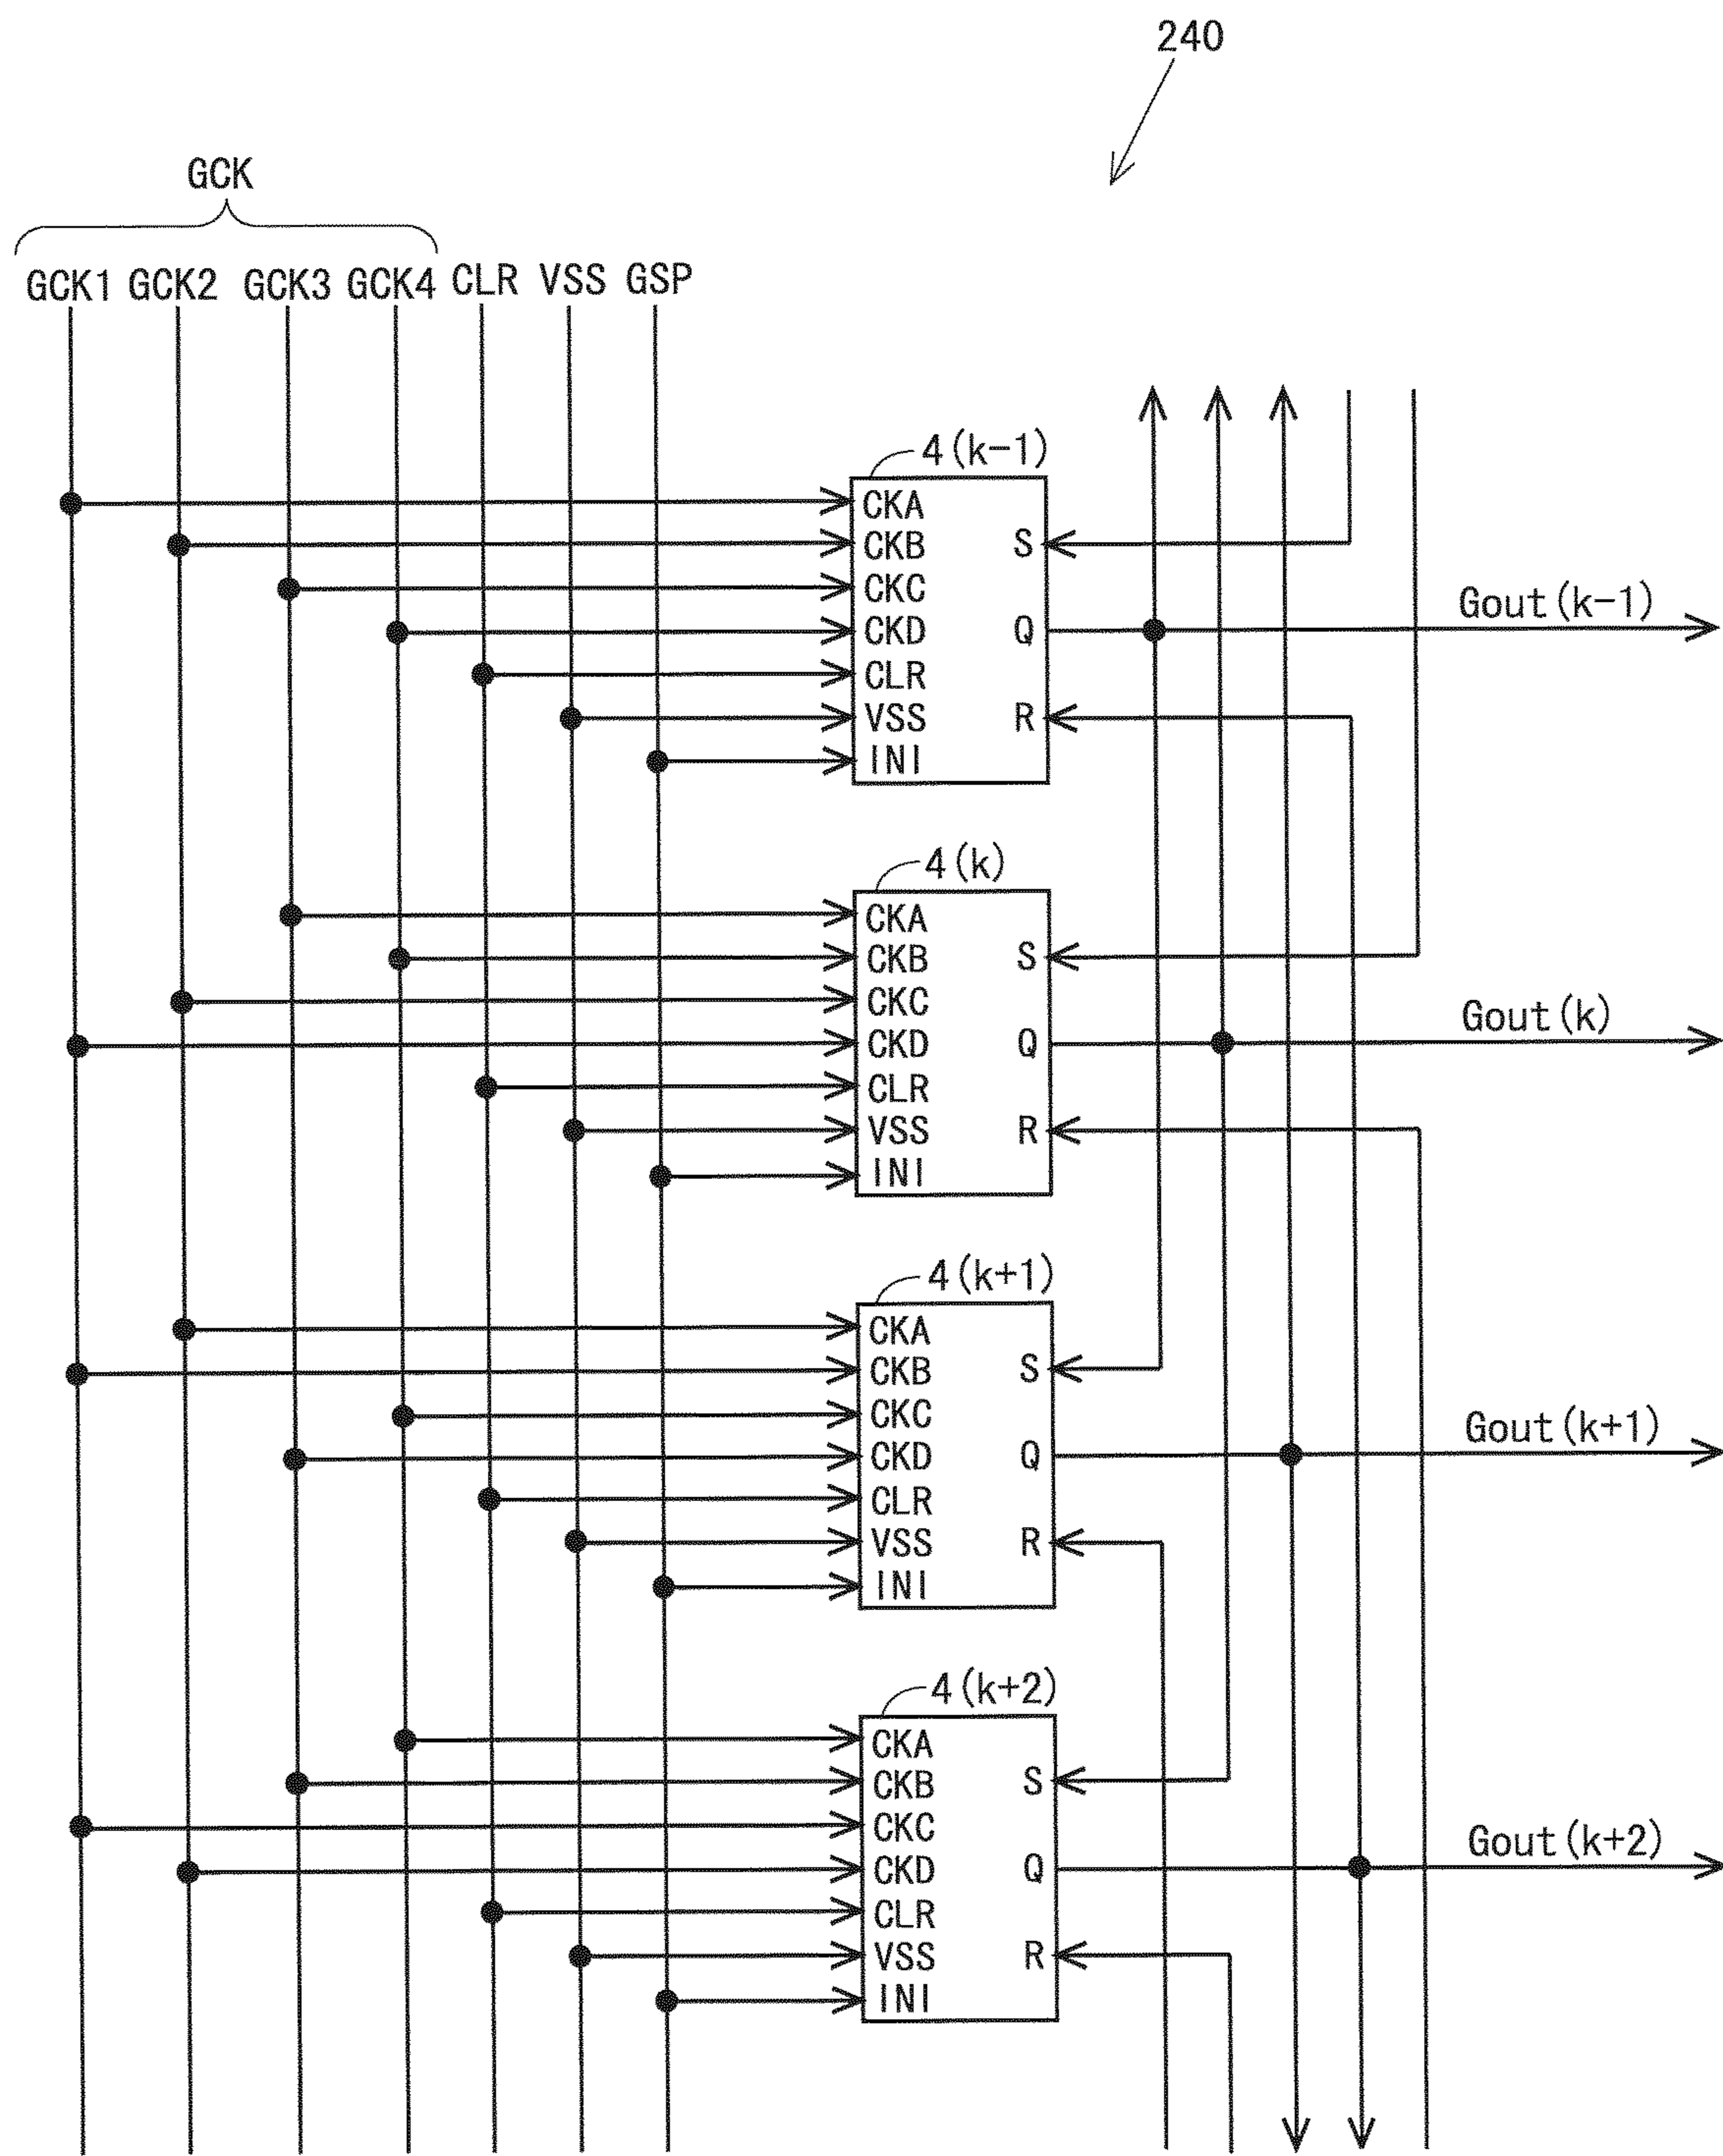 240
GCK
GCK1 GCK2 GCK3 GCK4 CLR VSS GSP
4(k-1)
CKA
CKB S
CKC
CKD Q Gout(k-1)
CLR
VSS R
INI
4(k)
CKA
CKB S
CKC
CKD Q Gout(k)
CLR
VSS R
INI
4(k+1)
CKA
CKB S
CKC
CKD Q Gout(k+1)
CLR
VSS R
INI
4(k+2)
CKA
CKB S
CKC
CKD Q Gout(k+2)
CLR
VSS R
INI